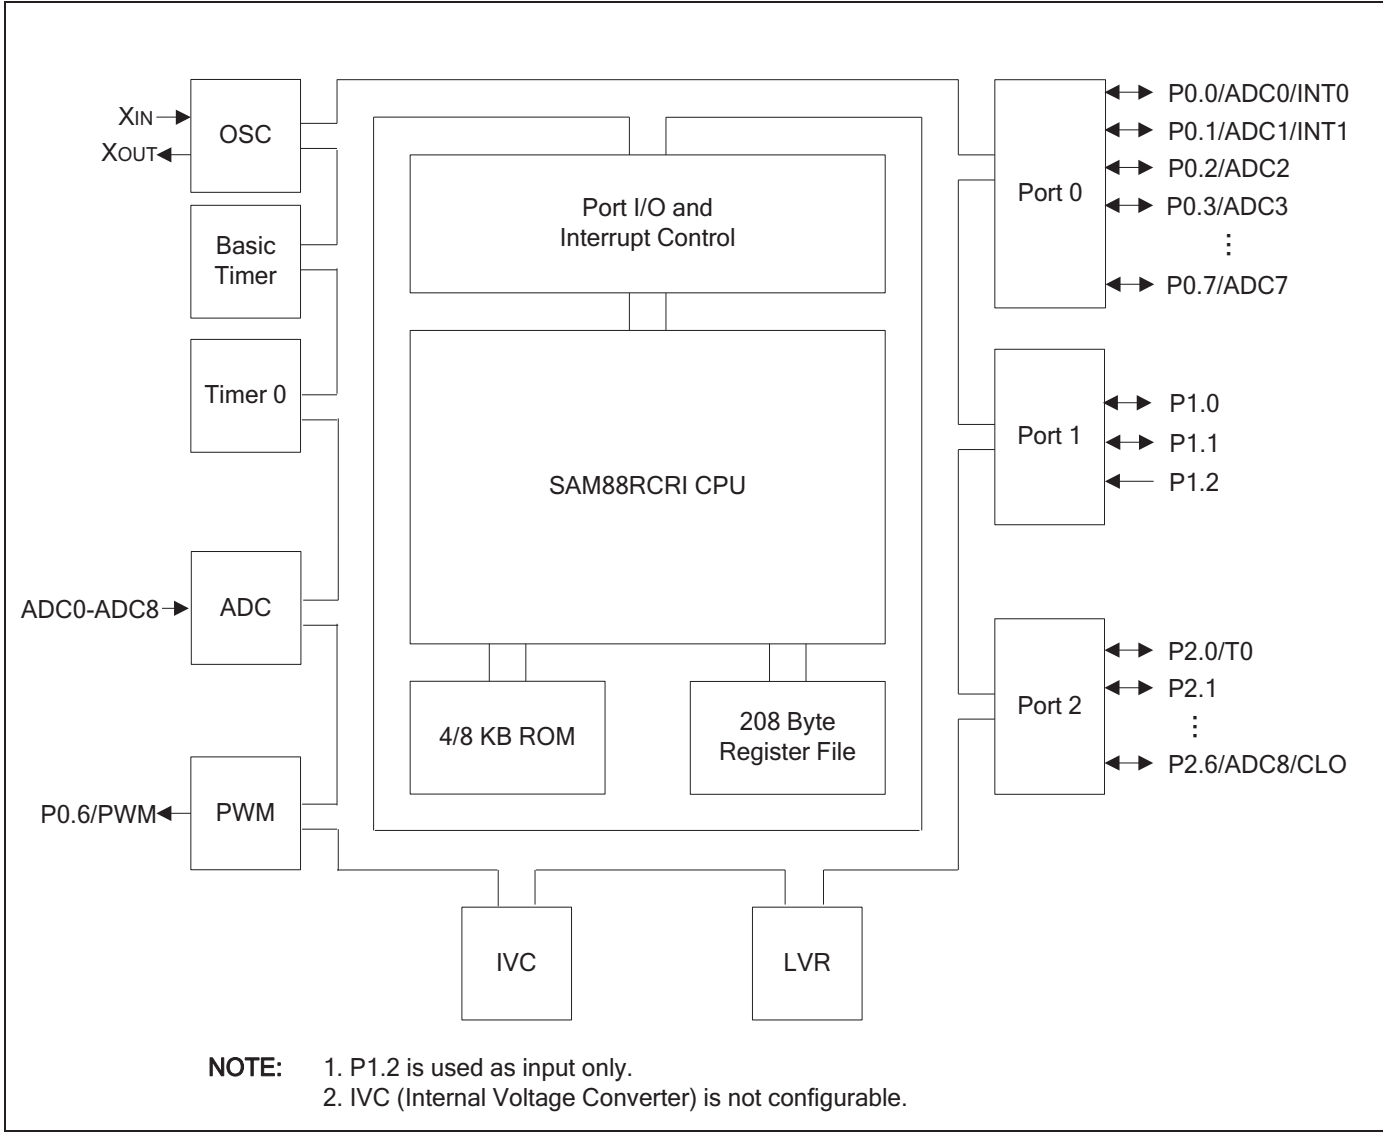 XIN
XOUT
OSC
Basic
Timer
Timer 0
ADC0-ADC8
ADC
P0.6/PWM
PWM
Port I/O and
Interrupt Control
SAM88RCRI CPU
4/8 KB ROM
208 Byte
Register File
IVC
LVR
Port 0
P0.0/ADC0/INT0
P0.1/ADC1/INT1
P0.2/ADC2
P0.3/ADC3
⋮
P0.7/ADC7
Port 1
P1.0
P1.1
P1.2
Port 2
P2.0/T0
P2.1
⋮
P2.6/ADC8/CLO
NOTE: 1. P1.2 is used as input only.
2. IVC (Internal Voltage Converter) is not configurable.